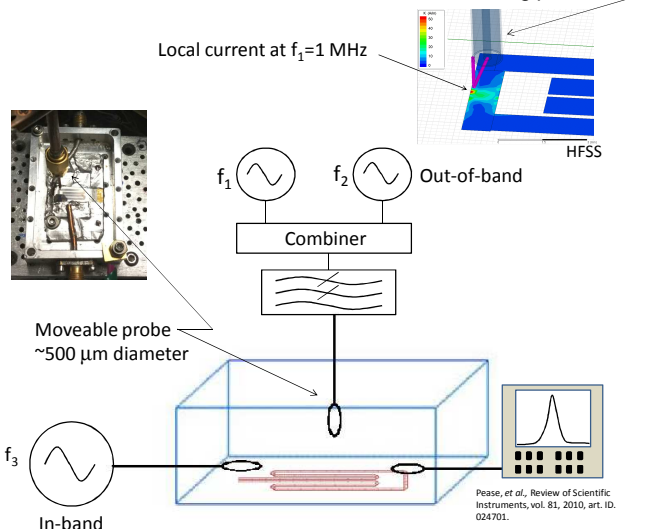 Local current at f₁=1 MHz
HFSS
f₁
f₂
Out-of-band
Combiner
Moveable probe
~500 μm diameter
f₃
In-band
Pease, et al., Review of Scientific
Instruments, vol. 81, 2010, art. ID.
024701.